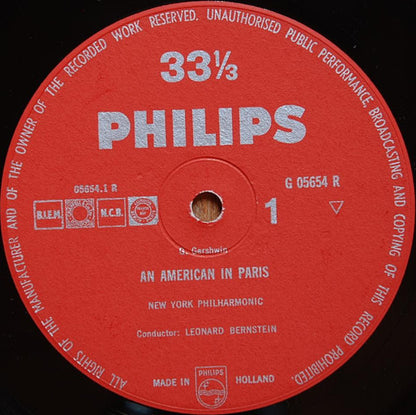 ALL RIGHTS OF THE MANUFACTURER AND OF THE OWNER OF THE RECORDED WORK RESERVED. UNAUTHORISED PUBLIC PERFORMANCE BROADCASTING AND COPYING OF THIS RECORD PROHIBITED.
33⅓
PHILIPS
05654.1 R
G 05654 R
B.I.E.M.
N.C.B.
1
G. Gershwin
AN AMERICAN IN PARIS
NEW YORK PHILHARMONIC
Conductor: LEONARD BERNSTEIN
PHILIPS
MADE IN
HOLLAND